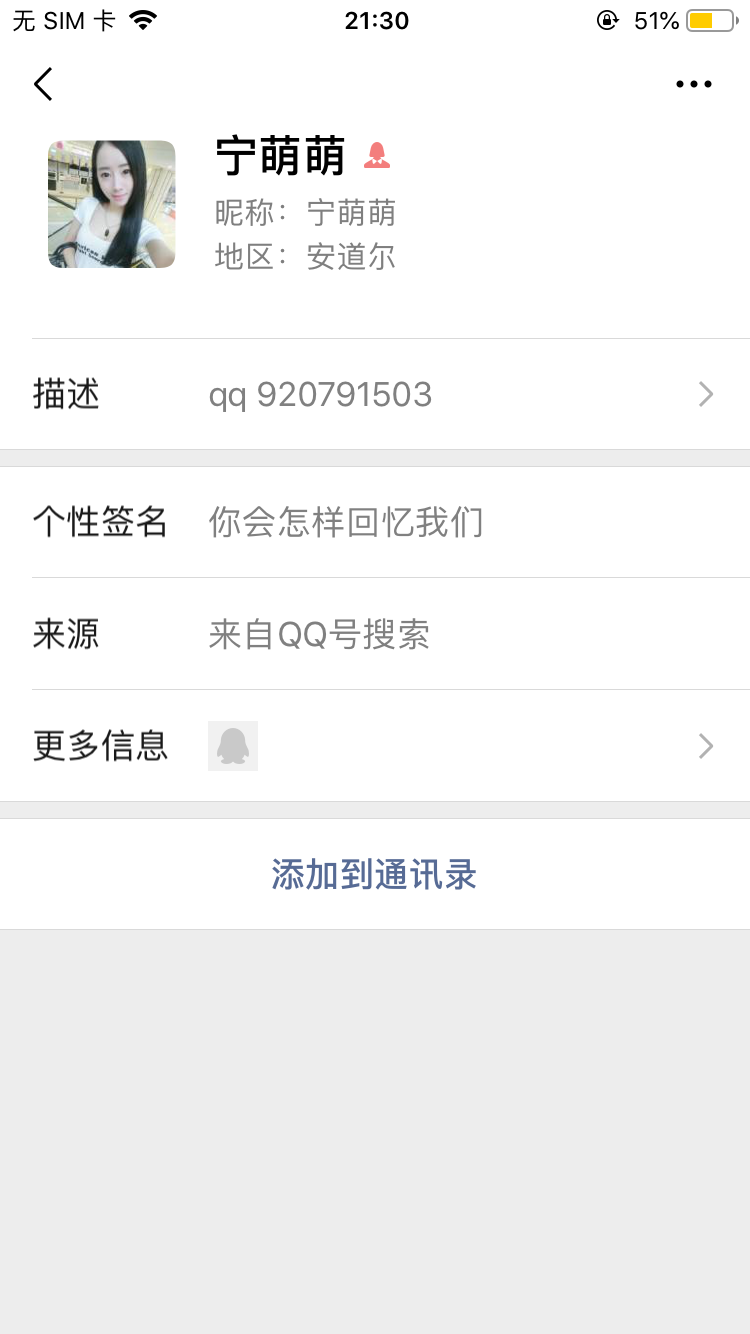 无 SIM 卡 21:30 51%
宁萌萌
昵称：宁萌萌
地区：安道尔
描述 qq 920791503
个性签名 你会怎样回忆我们
来源 来自QQ号搜索
更多信息
添加到通讯录